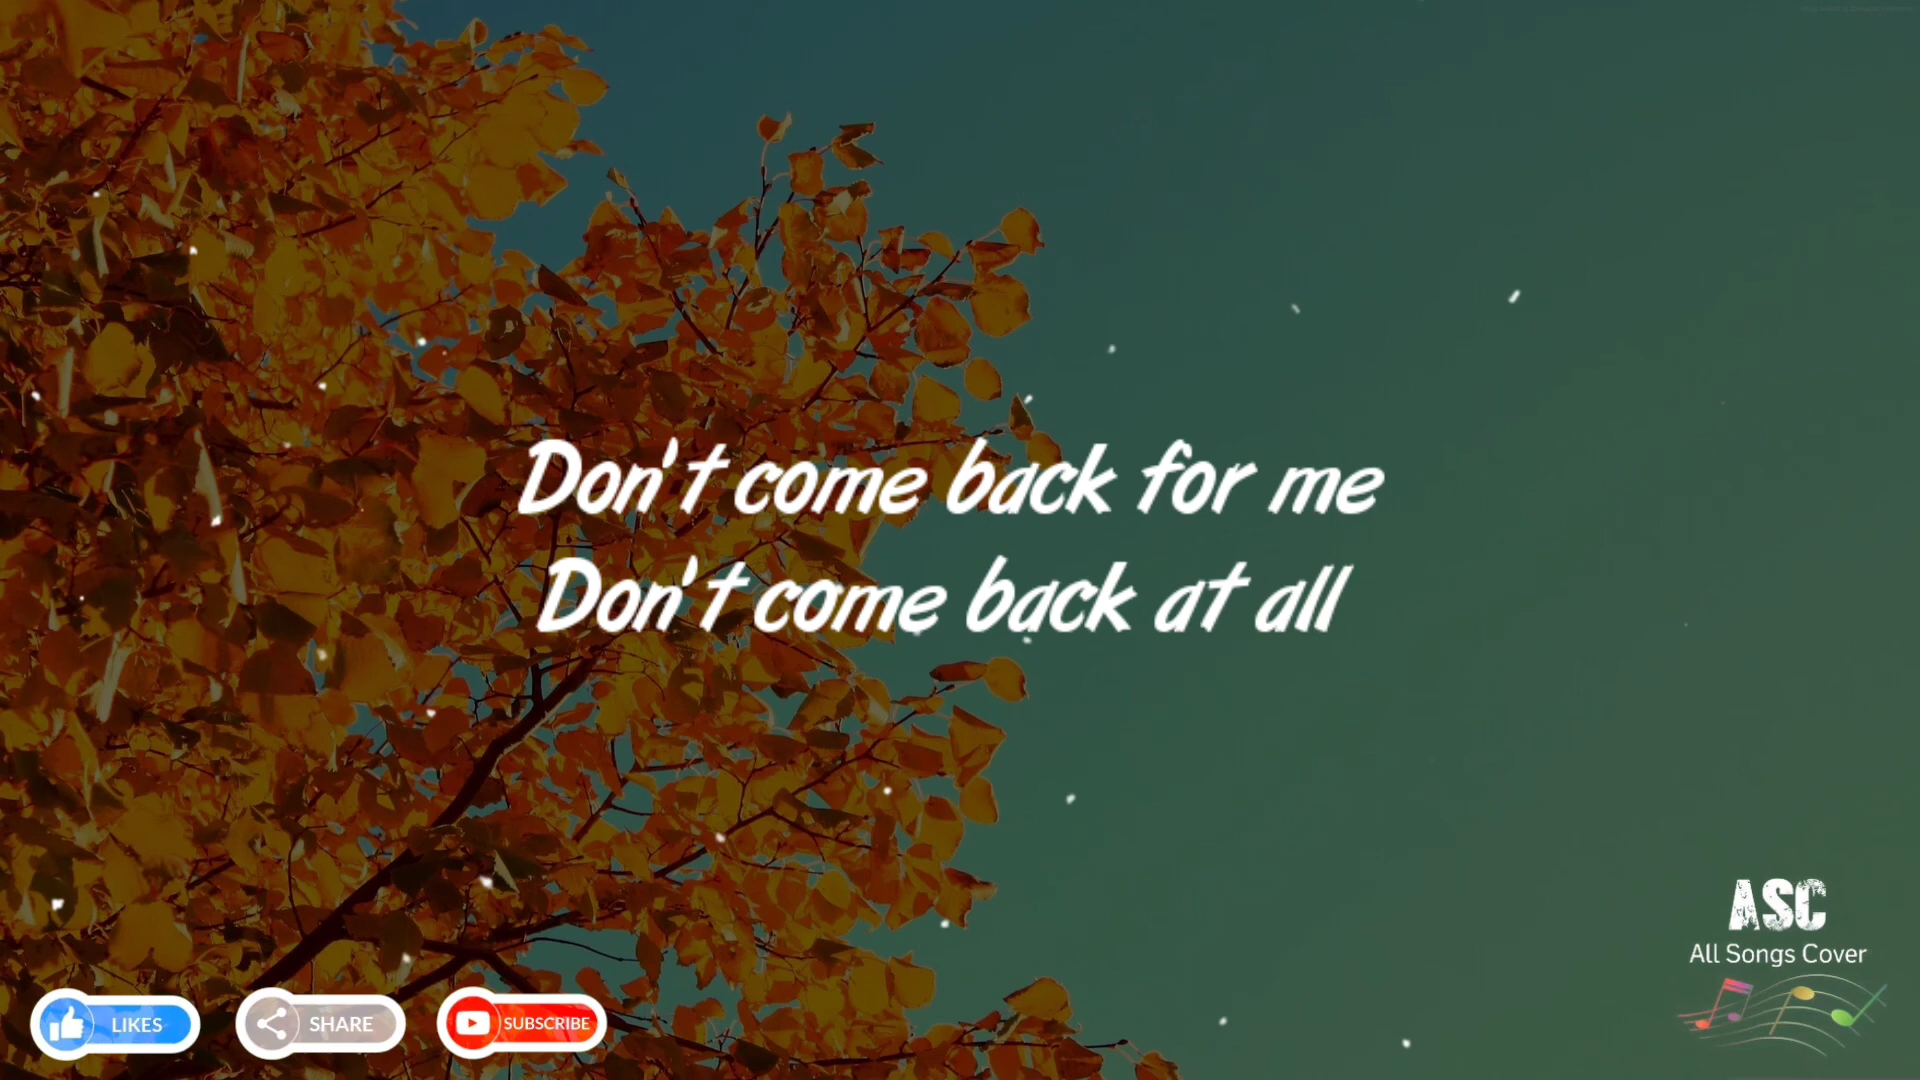 Don't come back for me
Don't come back at all
ASC
All Songs Cover
LIKES
SHARE
SUBSCRIBE